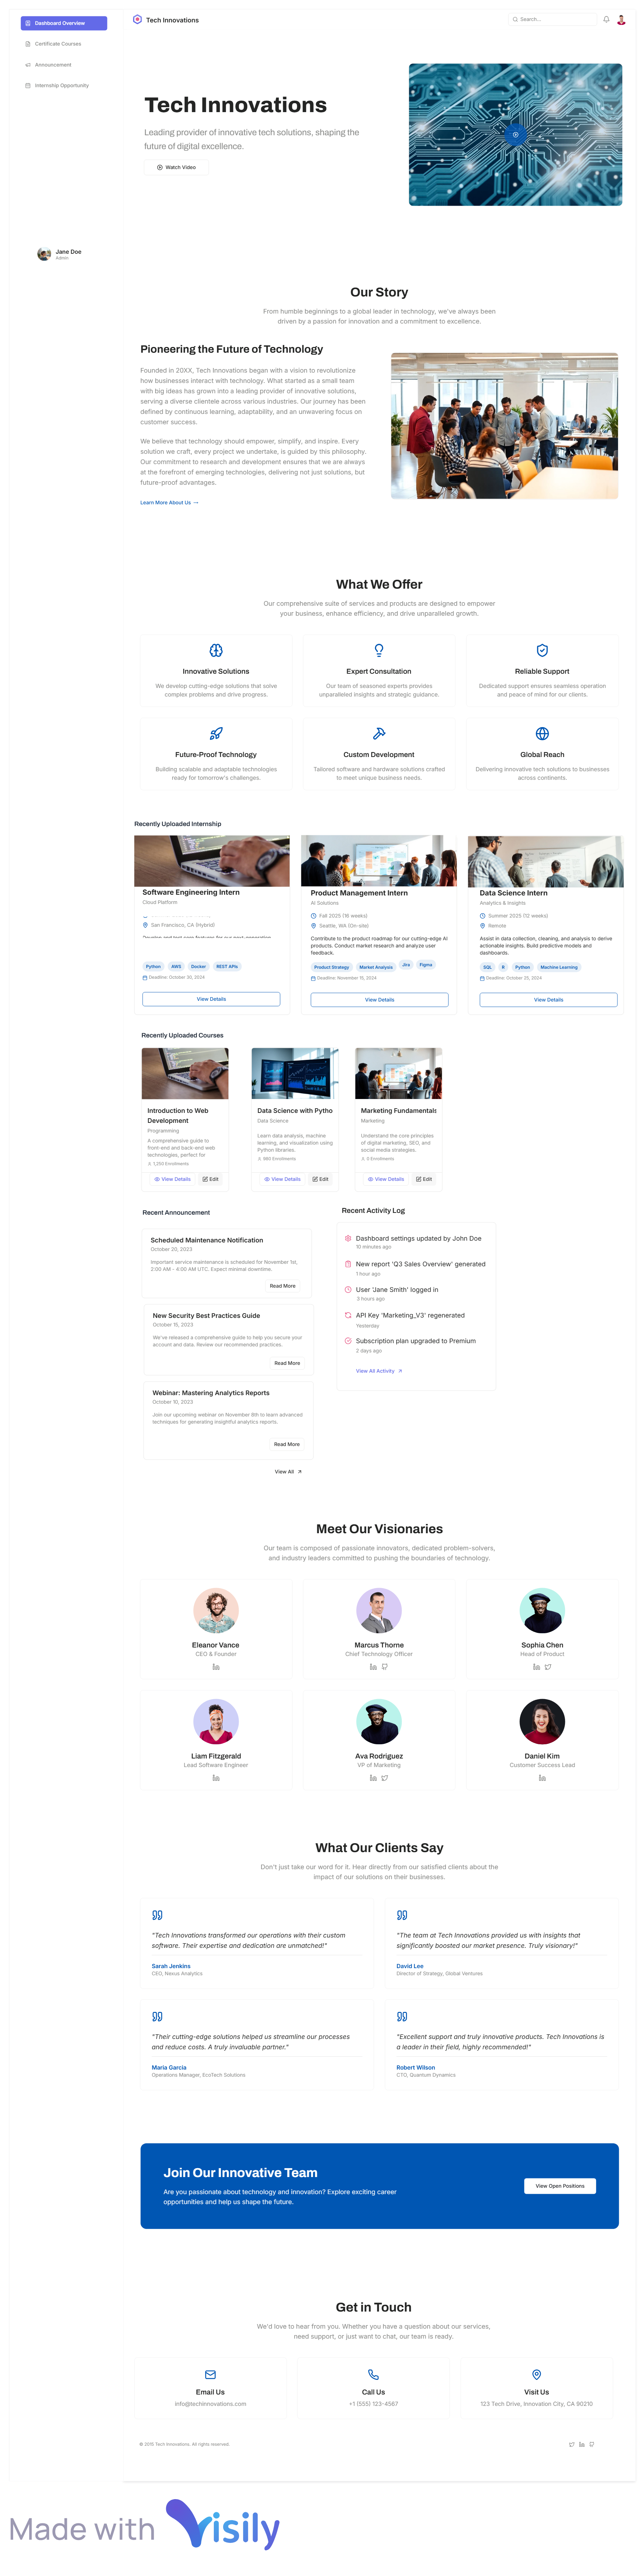 Dashboard Overview
Certificate Courses
Announcement
Internship Opportunity
Jane Doe
Admin
Tech Innovations
Search...
Tech Innovations
Leading provider of innovative tech solutions, shaping the
future of digital excellence.
Watch Video
Our Story
From humble beginnings to a global leader in technology, we've always been
driven by a passion for innovation and a commitment to excellence.
Pioneering the Future of Technology
Founded in 20XX, Tech Innovations began with a vision to revolutionize
how businesses interact with technology. What started as a small team
with big ideas has grown into a leading provider of innovative solutions,
serving a diverse clientele across various industries. Our journey has been
defined by continuous learning, adaptability, and an unwavering focus on
customer success.
We believe that technology should empower, simplify, and inspire. Every
solution we craft, every project we undertake, is guided by this philosophy.
Our commitment to research and development ensures that we are always
at the forefront of emerging technologies, delivering not just solutions, but
future-proof advantages.
Learn More About Us →
What We Offer
Our comprehensive suite of services and products are designed to empower
your business, enhance efficiency, and drive unparalleled growth.
Innovative Solutions
We develop cutting-edge solutions that solve
complex problems and drive progress.
Expert Consultation
Our team of seasoned experts provides
unparalleled insights and strategic guidance.
Reliable Support
Dedicated support ensures seamless operation
and peace of mind for our clients.
Future-Proof Technology
Building scalable and adaptable technologies
ready for tomorrow's challenges.
Custom Development
Tailored software and hardware solutions crafted
to meet unique business needs.
Global Reach
Delivering innovative tech solutions to businesses
across continents.
Recently Uploaded Internship
Software Engineering Intern
Cloud Platform
San Francisco, CA (Hybrid)
Python
AWS
Docker
REST APIs
Deadline: October 30, 2024
View Details
Product Management Intern
AI Solutions
Fall 2025 (16 weeks)
Seattle, WA (On-site)
Contribute to the product roadmap for our cutting-edge AI
products. Conduct market research and analyze user
feedback.
Product Strategy
Market Analysis
Jira
Figma
Deadline: November 15, 2024
View Details
Data Science Intern
Analytics & Insights
Summer 2025 (12 weeks)
Remote
Assist in data collection, cleaning, and analysis to derive
actionable insights. Build predictive models and
dashboards.
SQL
R
Python
Machine Learning
Deadline: October 25, 2024
View Details
Recently Uploaded Courses
Introduction to Web
Development
Programming
A comprehensive guide to
front-end and back-end web
technologies, perfect for
1,250 Enrollments
View Details
Edit
Data Science with Pytho
Data Science
Learn data analysis, machine
learning, and visualization using
Python libraries.
980 Enrollments
View Details
Edit
Marketing Fundamentals
Marketing
Understand the core principles
of digital marketing, SEO, and
social media strategies.
0 Enrollments
View Details
Edit
Recent Announcement
Scheduled Maintenance Notification
October 20, 2023
Important service maintenance is scheduled for November 1st,
2:00 AM - 4:00 AM UTC. Expect minimal downtime.
Read More
New Security Best Practices Guide
October 15, 2023
We've released a comprehensive guide to help you secure your
account and data. Review our recommended practices.
Read More
Webinar: Mastering Analytics Reports
October 10, 2023
Join our upcoming webinar on November 8th to learn advanced
techniques for generating insightful analytics reports.
Read More
View All
Recent Activity Log
Dashboard settings updated by John Doe
10 minutes ago
New report 'Q3 Sales Overview' generated
1 hour ago
User 'Jane Smith' logged in
3 hours ago
API Key 'Marketing_V3' regenerated
Yesterday
Subscription plan upgraded to Premium
2 days ago
View All Activity
Meet Our Visionaries
Our team is composed of passionate innovators, dedicated problem-solvers,
and industry leaders committed to pushing the boundaries of technology.
Eleanor Vance
CEO & Founder
Marcus Thorne
Chief Technology Officer
Sophia Chen
Head of Product
Liam Fitzgerald
Lead Software Engineer
Ava Rodriguez
VP of Marketing
Daniel Kim
Customer Success Lead
What Our Clients Say
Don't just take our word for it. Hear directly from our satisfied clients about the
impact of our solutions on their businesses.
"Tech Innovations transformed our operations with their custom
software. Their expertise and dedication are unmatched!"
Sarah Jenkins
CEO, Nexus Analytics
"The team at Tech Innovations provided us with insights that
significantly boosted our market presence. Truly visionary!"
David Lee
Director of Strategy, Global Ventures
"Their cutting-edge solutions helped us streamline our processes
and reduce costs. A truly invaluable partner."
Maria Garcia
Operations Manager, EcoTech Solutions
"Excellent support and truly innovative products. Tech Innovations is
a leader in their field, highly recommended!"
Robert Wilson
CTO, Quantum Dynamics
Join Our Innovative Team
Are you passionate about technology and innovation? Explore exciting career
opportunities and help us shape the future.
View Open Positions
Get in Touch
We'd love to hear from you. Whether you have a question about our services,
need support, or just want to chat, our team is ready.
Email Us
info@techinnovations.com
Call Us
+1 (555) 123-4567
Visit Us
123 Tech Drive, Innovation City, CA 90210
© 2015 Tech Innovations. All rights reserved.
Made with Visily